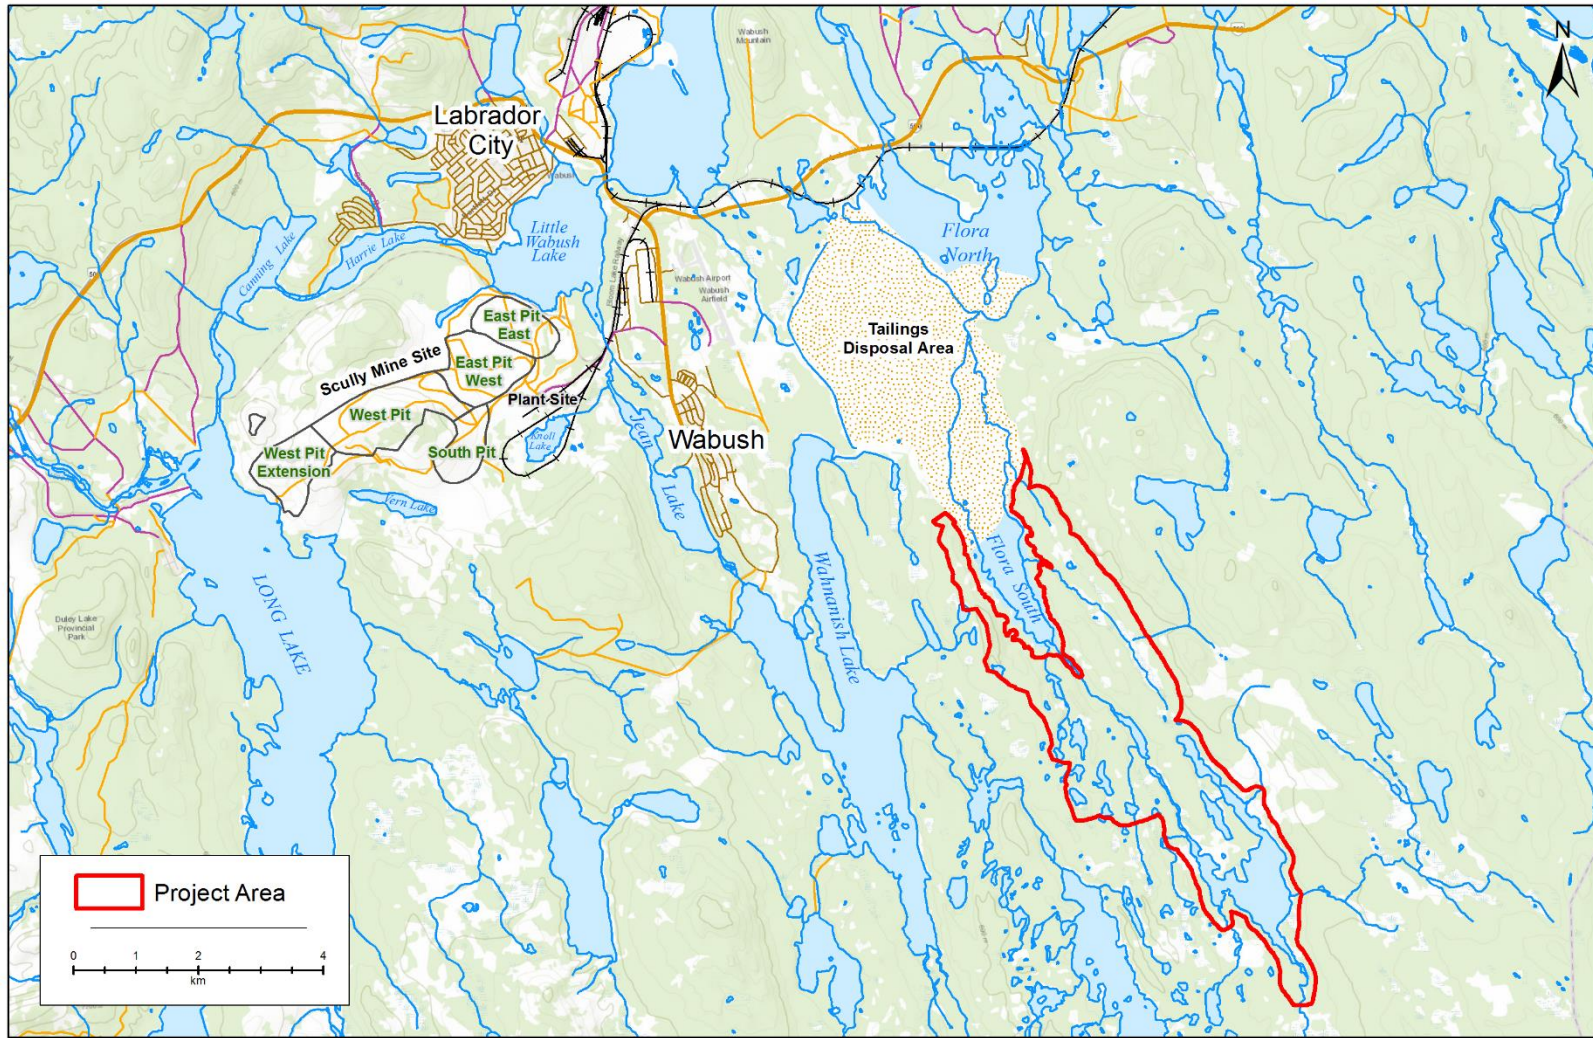 N
Wabush
Mountain
Labrador
City
Wabush
500
Canning Lake
Harrie Lake
Little
Wabush
Lake
Flora
North
Wabush Airport
Wabush
Airfield
East Pit
East
Scully Mine Site
East Pit
West
Tailings
Disposal Area
West Pit
Plant Site
Knoll
Lake
South Pit
West Pit
Extension
Jean
Lake
Wabush
LONG LAKE
Wahnanish Lake
Flora South
Duley Lake
Provincial
Park
Project Area
0 1 2 4
km